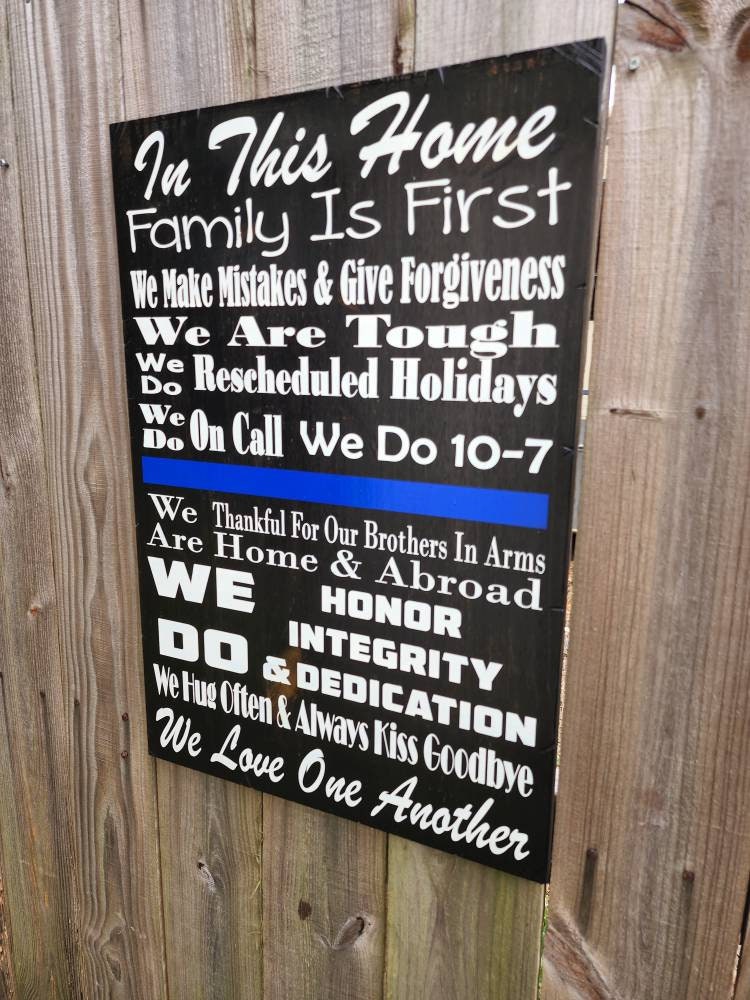 In This Home
Family Is First
We Make Mistakes & Give Forgiveness
We Are Tough
We Do Rescheduled Holidays
We Do On Call We Do 10-7
We Thankful For Our Brothers In Arms
Are Home & Abroad
WE DO HONOR
INTEGRITY
& DEDICATION
We Hug Often & Always Kiss Goodbye
We Love One Another